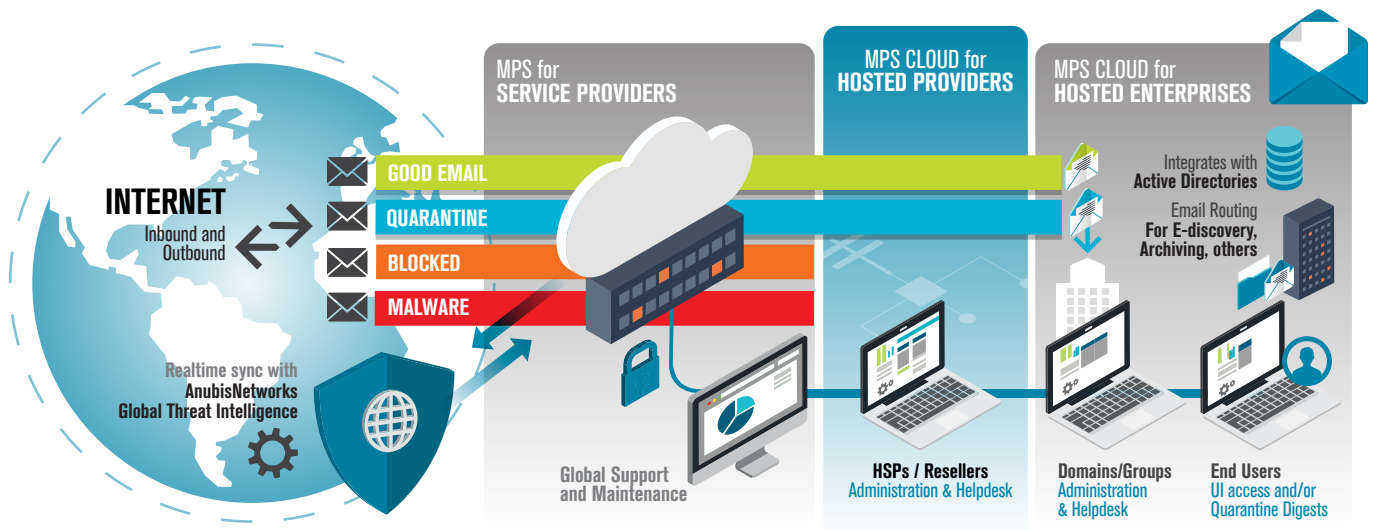 MPS for
SERVICE PROVIDERS
MPS CLOUD for
HOSTED PROVIDERS
MPS CLOUD for
HOSTED ENTERPRISES
INTERNET
Inbound and
Outbound
GOOD EMAIL
QUARANTINE
BLOCKED
MALWARE
Integrates with
Active Directories
Email Routing
For E-discovery,
Archiving, others
Realtime sync with
AnubisNetworks
Global Threat Intelligence
Global Support
and Maintenance
HSPs / Resellers
Administration & Helpdesk
Domains/Groups
Administration
& Helpdesk
End Users
UI access and/or
Quarantine Digests